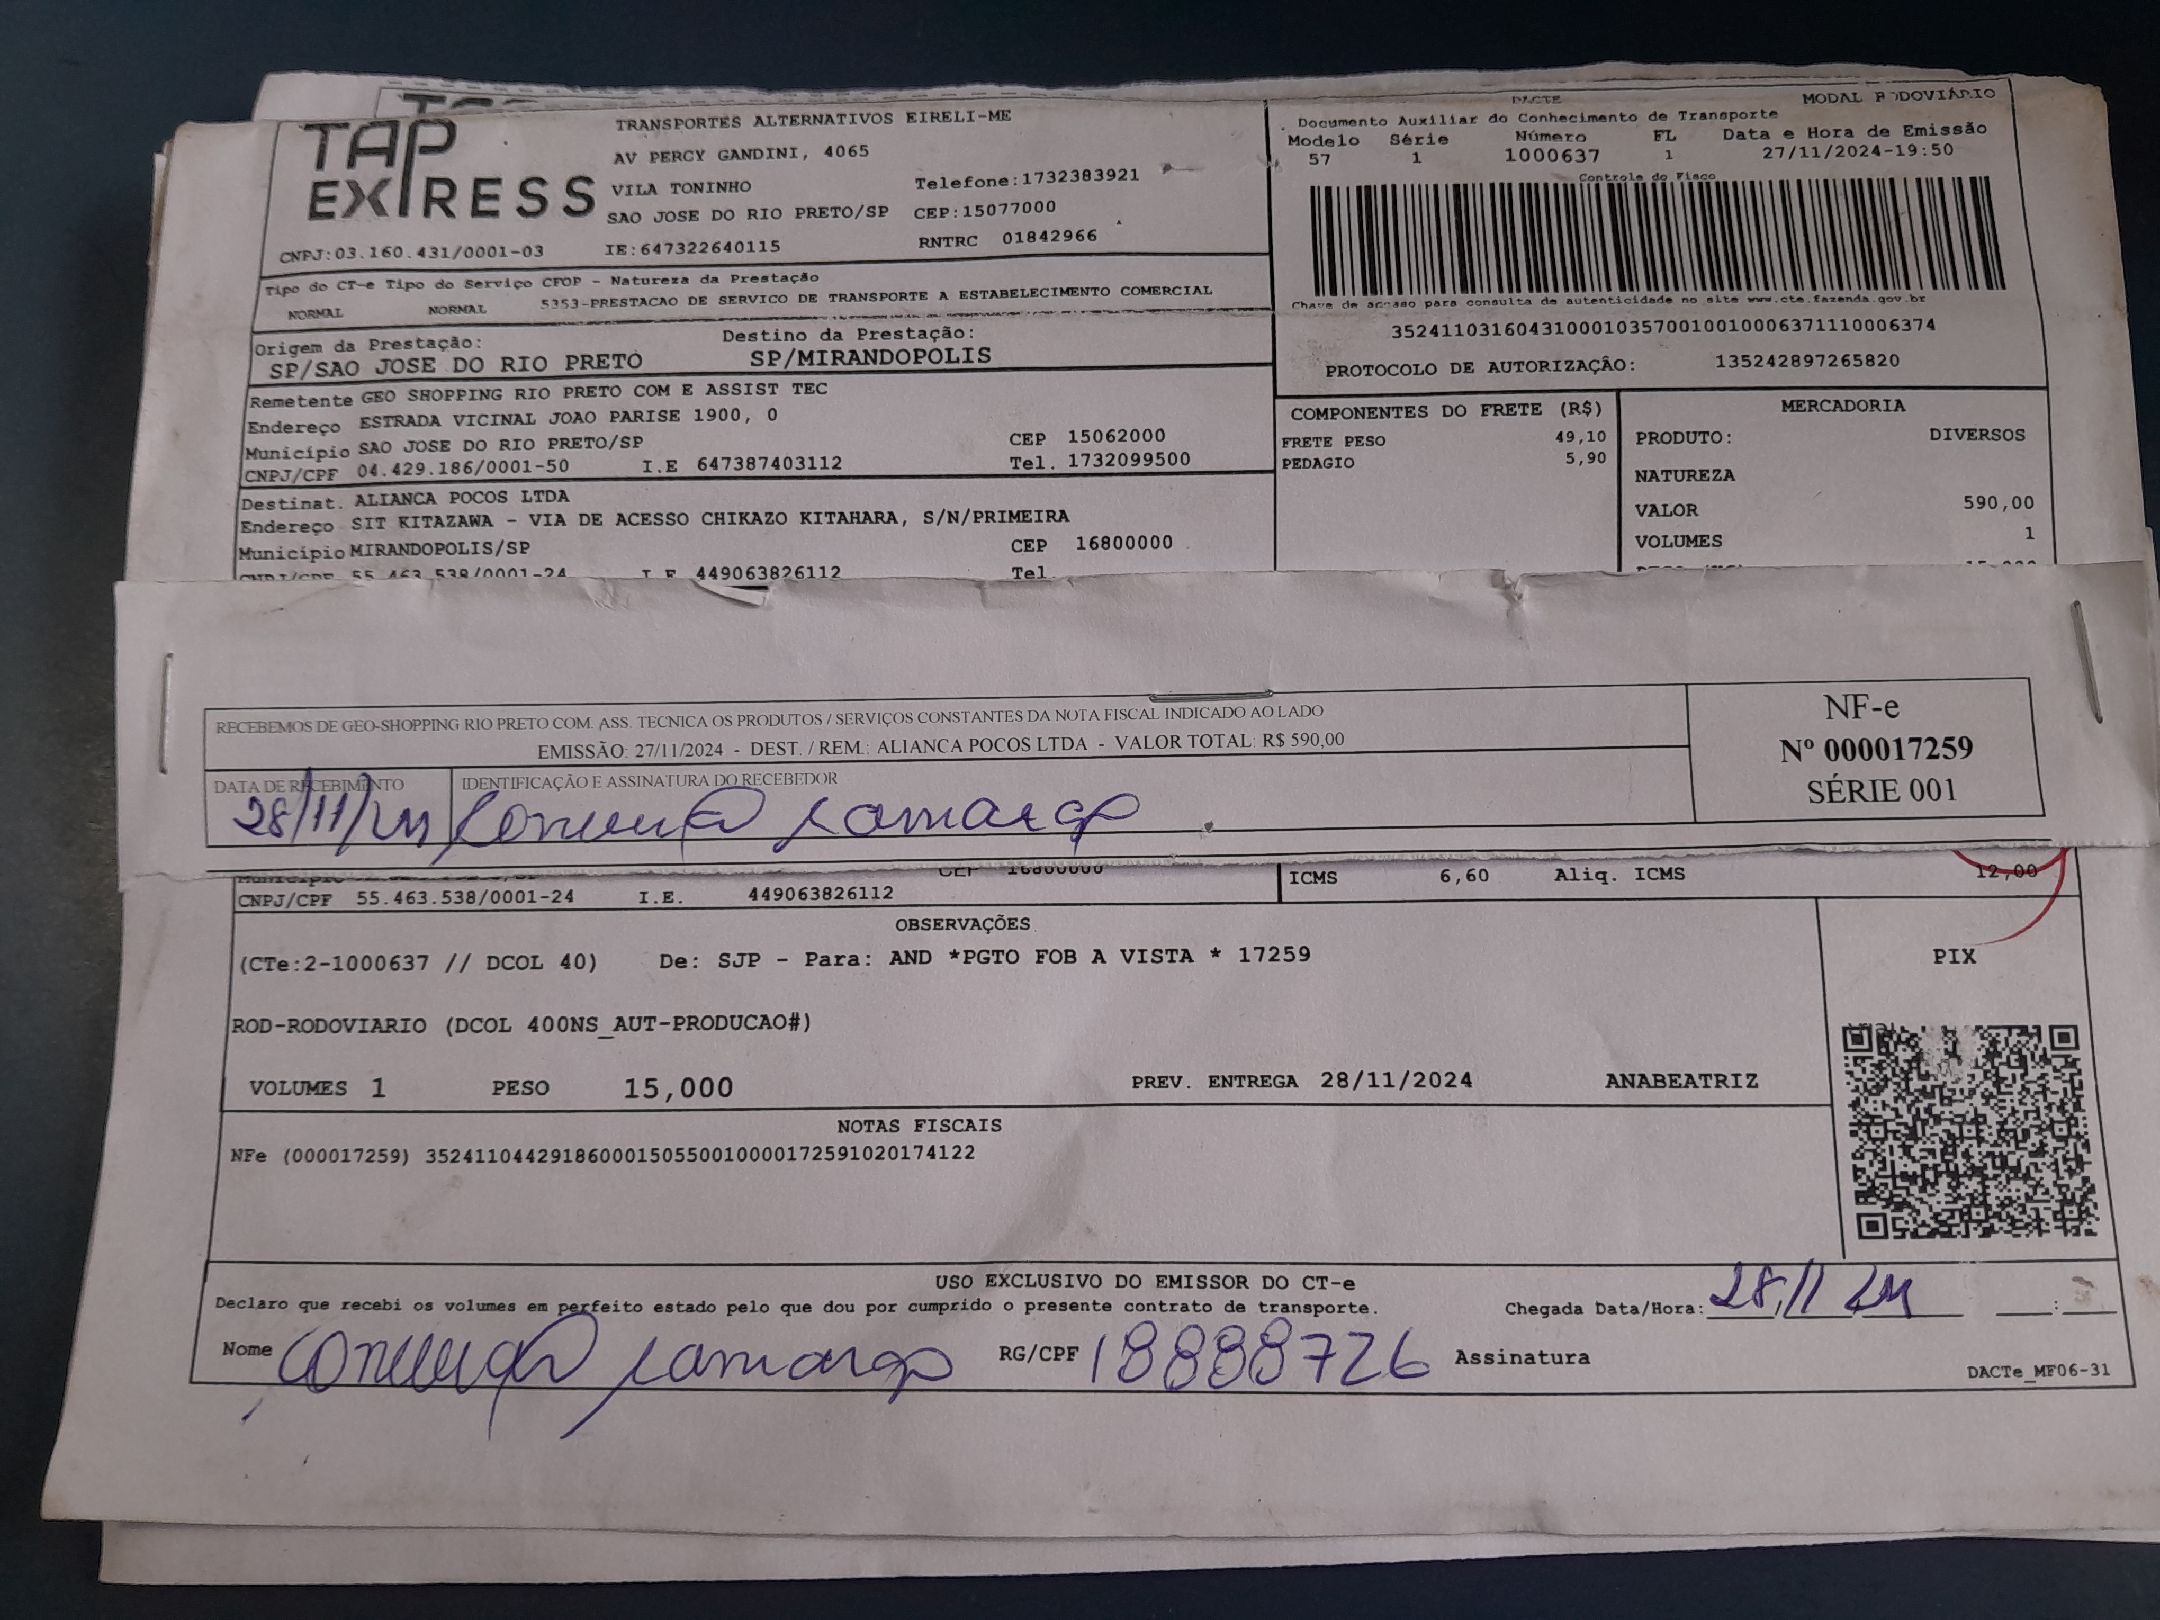 TAP EXPRESS
TRANSPORTES ALTERNATIVOS EIRELI-ME
AV PERCY GANDINI, 4065
VILA TONINHO Telefone:1732383921
SAO JOSE DO RIO PRETO/SP CEP:15077000
CNPJ:03.160.431/0001-03 IE:647322640115 RNTRC 01842966
DACTE MODAL RODOVIÁRIO
Documento Auxiliar do Conhecimento de Transporte
Modelo Série Número FL Data e Hora de Emissão
57 1 1000637 1 27/11/2024-19:50
Controle do Fisco
Chave de acesso para consulta de autenticidade no site www.cte.fazenda.gov.br
35241103160431000103570010010006371110006374
PROTOCOLO DE AUTORIZAÇÃO: 135242897265820
Tipo do CT-e Tipo do Serviço CFOP - Natureza da Prestação
NORMAL NORMAL 5353-PRESTACAO DE SERVICO DE TRANSPORTE A ESTABELECIMENTO COMERCIAL
Origem da Prestação: Destino da Prestação:
SP/SAO JOSE DO RIO PRETO SP/MIRANDOPOLIS
Remetente GEO SHOPPING RIO PRETO COM E ASSIST TEC
Endereço ESTRADA VICINAL JOAO PARISE 1900, 0
Município SAO JOSE DO RIO PRETO/SP CEP 15062000
CNPJ/CPF 04.429.186/0001-50 I.E 647387403112 Tel. 1732099500
Destinat. ALIANCA POCOS LTDA
Endereço SIT KITAZAWA - VIA DE ACESSO CHIKAZO KITAHARA, S/N/PRIMEIRA
Município MIRANDOPOLIS/SP CEP 16800000
CNPJ/CPF 55.463.538/0001-24 I.E 449063826112 Tel
COMPONENTES DO FRETE (R$)
FRETE PESO 49,10
PEDAGIO 5,90
MERCADORIA
PRODUTO: DIVERSOS
NATUREZA
VALOR 590,00
VOLUMES 1
RECEBEMOS DE GEO-SHOPPING RIO PRETO COM. ASS. TECNICA OS PRODUTOS / SERVIÇOS CONSTANTES DA NOTA FISCAL INDICADO AO LADO
EMISSÃO: 27/11/2024 - DEST. / REM.: ALIANCA POCOS LTDA - VALOR TOTAL: R$ 590,00
DATA DE RECEBIMENTO IDENTIFICAÇÃO E ASSINATURA DO RECEBEDOR
28/11/24 Camargo
NF-e
Nº 000017259
SÉRIE 001
Município CEP 16800000
CNPJ/CPF 55.463.538/0001-24 I.E. 449063826112
ICMS 6,60 Aliq. ICMS 12,00
OBSERVAÇÕES
(CTe:2-1000637 // DCOL 40) De: SJP - Para: AND *PGTO FOB A VISTA * 17259
ROD-RODOVIARIO (DCOL 400NS_AUT-PRODUCAO#)
VOLUMES 1 PESO 15,000 PREV. ENTREGA 28/11/2024 ANABEATRIZ
PIX
NOTAS FISCAIS
NFe (000017259) 35241104429186000150550010000172591020174122
USO EXCLUSIVO DO EMISSOR DO CT-e
Declaro que recebi os volumes em perfeito estado pelo que dou por cumprido o presente contrato de transporte. Chegada Data/Hora: 28/11 24 :
Nome Camargo RG/CPF 18888726 Assinatura
DACTe_MF06-31